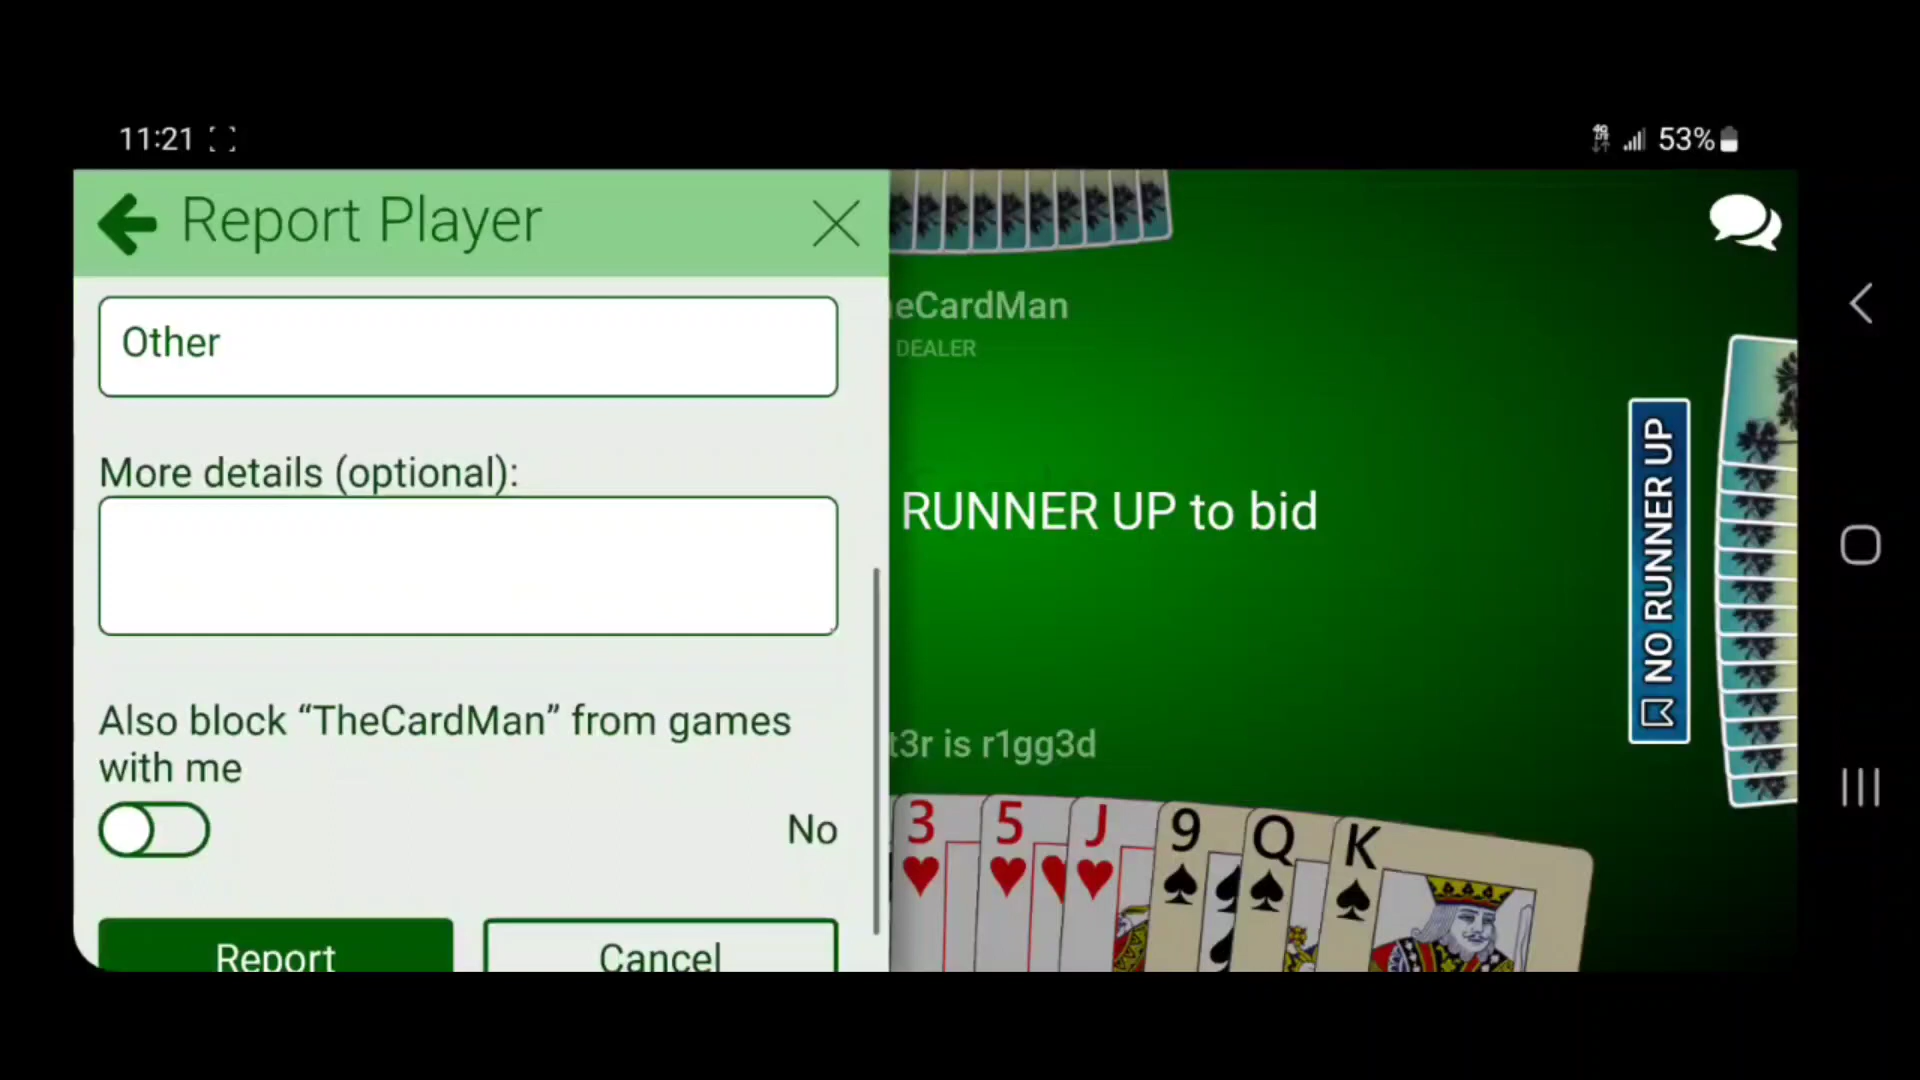 11:21
53%
Report Player
Other
More details (optional):
Also block “TheCardMan” from games
with me
No
Report
Cancel
eCardMan
DEALER
RUNNER UP to bid
NO RUNNER UP
t3r is r1gg3d
3
5
J
9
Q
K